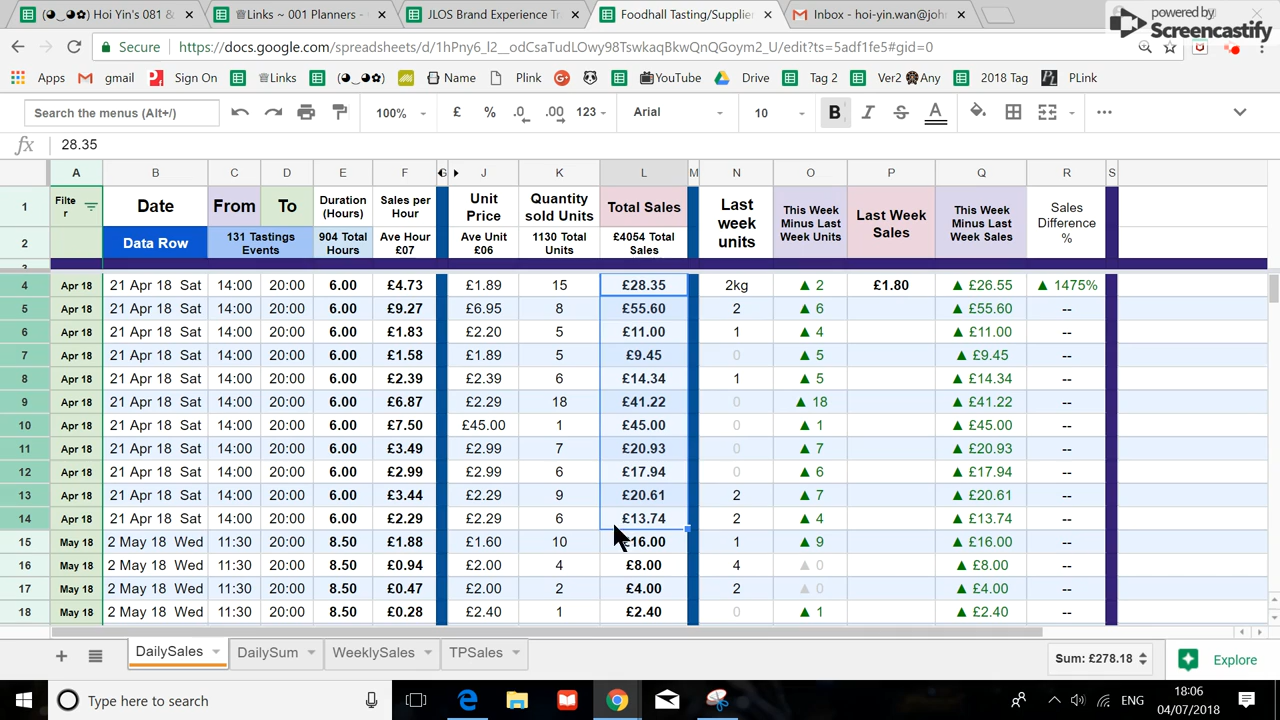 (◕‿◕✿) Hoi Yin's 001 &
♕Links ~ 001 Planners -
JLOS Brand Experience Tr
Foodhall Tasting/Supplier
Inbox - hoi-yin.wan@john
powered by
Screencastify
Secure
https://docs.google.com/spreadsheets/d/1hPnY6_l2__odCsaTudLOwy98TswkaqBkwQnQGoym2_U/edit?ts=5adf1fe5#gid=0
Apps gmail Sign On ♕Links (◕‿◕✿) Name Plink YouTube Drive Tag 2 Ver2 Any 2018 Tag PLink
Search the menus (Alt+/) 100% £ % .0 .00 123 Arial 10 B I S A
fx 28.35
A B C D E F G J K L M N O P Q R S
1 Filte r Date From To Duration (Hours) Sales per Hour Unit Price Quantity sold Units Total Sales Last week units This Week Minus Last Week Units Last Week Sales This Week Minus Last Week Sales Sales Difference %
2 Data Row 131 Tastings Events 904 Total Hours Ave Hour £07 Ave Unit £06 1130 Total Units £4054 Total Sales
3
4 Apr 18 21 Apr 18 Sat 14:00 20:00 6.00 £4.73 £1.89 15 £28.35 2kg ▲ 2 £1.80 ▲ £26.55 ▲ 1475%
5 Apr 18 21 Apr 18 Sat 14:00 20:00 6.00 £9.27 £6.95 8 £55.60 2 ▲ 6 ▲ £55.60 --
6 Apr 18 21 Apr 18 Sat 14:00 20:00 6.00 £1.83 £2.20 5 £11.00 1 ▲ 4 ▲ £11.00 --
7 Apr 18 21 Apr 18 Sat 14:00 20:00 6.00 £1.58 £1.89 5 £9.45 0 ▲ 5 ▲ £9.45 --
8 Apr 18 21 Apr 18 Sat 14:00 20:00 6.00 £2.39 £2.39 6 £14.34 1 ▲ 5 ▲ £14.34 --
9 Apr 18 21 Apr 18 Sat 14:00 20:00 6.00 £6.87 £2.29 18 £41.22 0 ▲ 18 ▲ £41.22 --
10 Apr 18 21 Apr 18 Sat 14:00 20:00 6.00 £7.50 £45.00 1 £45.00 0 ▲ 1 ▲ £45.00 --
11 Apr 18 21 Apr 18 Sat 14:00 20:00 6.00 £3.49 £2.99 7 £20.93 0 ▲ 7 ▲ £20.93 --
12 Apr 18 21 Apr 18 Sat 14:00 20:00 6.00 £2.99 £2.99 6 £17.94 0 ▲ 6 ▲ £17.94 --
13 Apr 18 21 Apr 18 Sat 14:00 20:00 6.00 £3.44 £2.29 9 £20.61 2 ▲ 7 ▲ £20.61 --
14 Apr 18 21 Apr 18 Sat 14:00 20:00 6.00 £2.29 £2.29 6 £13.74 2 ▲ 4 ▲ £13.74 --
15 May 18 2 May 18 Wed 11:30 20:00 8.50 £1.88 £1.60 10 £16.00 1 ▲ 9 ▲ £16.00 --
16 May 18 2 May 18 Wed 11:30 20:00 8.50 £0.94 £2.00 4 £8.00 4 ▲ 0 ▲ £8.00 --
17 May 18 2 May 18 Wed 11:30 20:00 8.50 £0.47 £2.00 2 £4.00 2 ▲ 0 ▲ £4.00 --
18 May 18 2 May 18 Wed 11:30 20:00 8.50 £0.28 £2.40 1 £2.40 0 ▲ 1 ▲ £2.40 --
DailySales DailySum WeeklySales TPSales Sum: £278.18 Explore
Type here to search ENG 18:06
04/07/2018